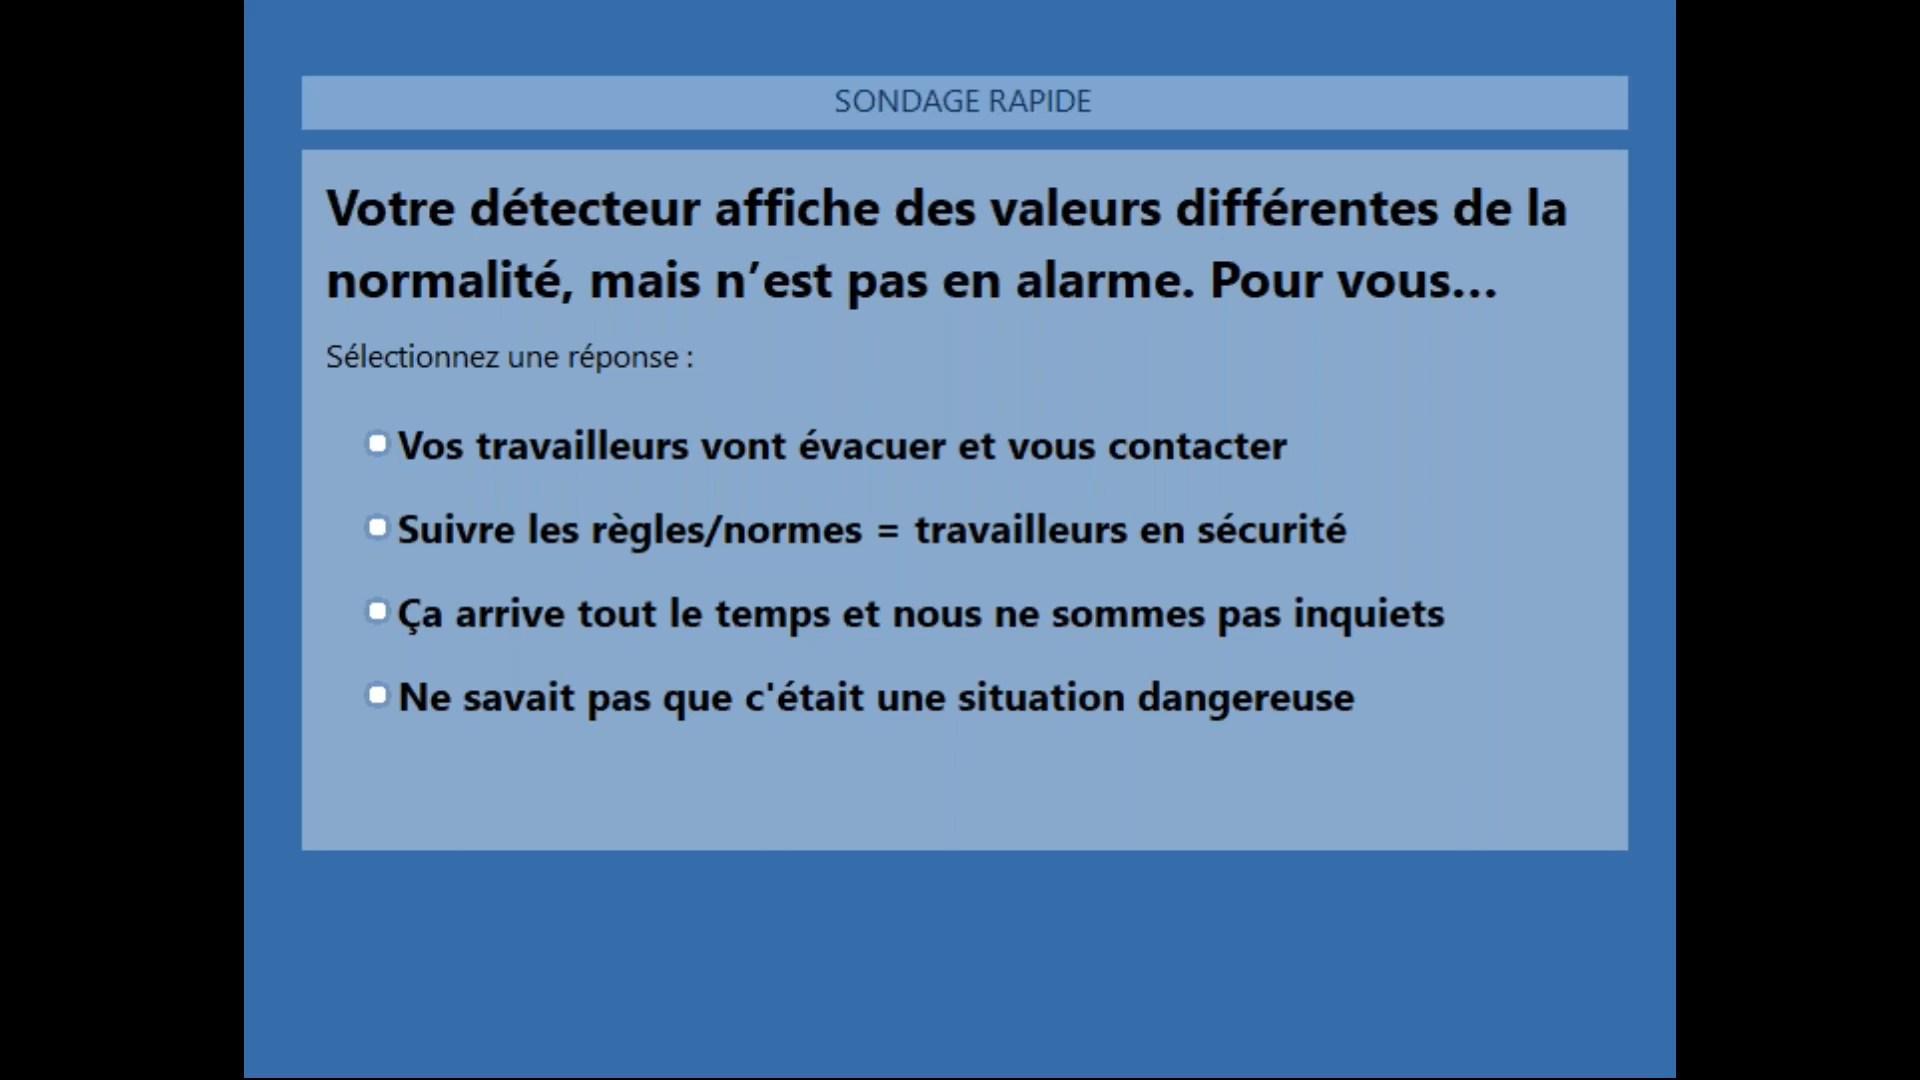 SONDAGE RAPIDE
Votre détecteur affiche des valeurs différentes de la
normalité, mais n’est pas en alarme. Pour vous…
Sélectionnez une réponse :
Vos travailleurs vont évacuer et vous contacter
Suivre les règles/normes = travailleurs en sécurité
Ça arrive tout le temps et nous ne sommes pas inquiets
Ne savait pas que c'était une situation dangereuse